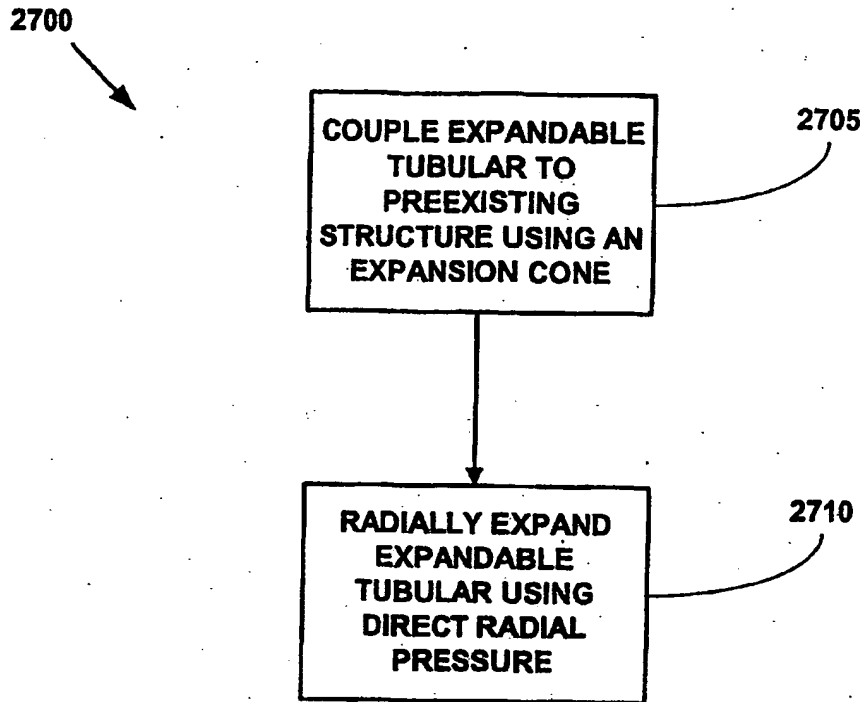 2700
COUPLE EXPANDABLE
TUBULAR TO
PREEXISTING
STRUCTURE USING AN
EXPANSION CONE
2705
RADIALLY EXPAND
EXPANDABLE
TUBULAR USING
DIRECT RADIAL
PRESSURE
2710